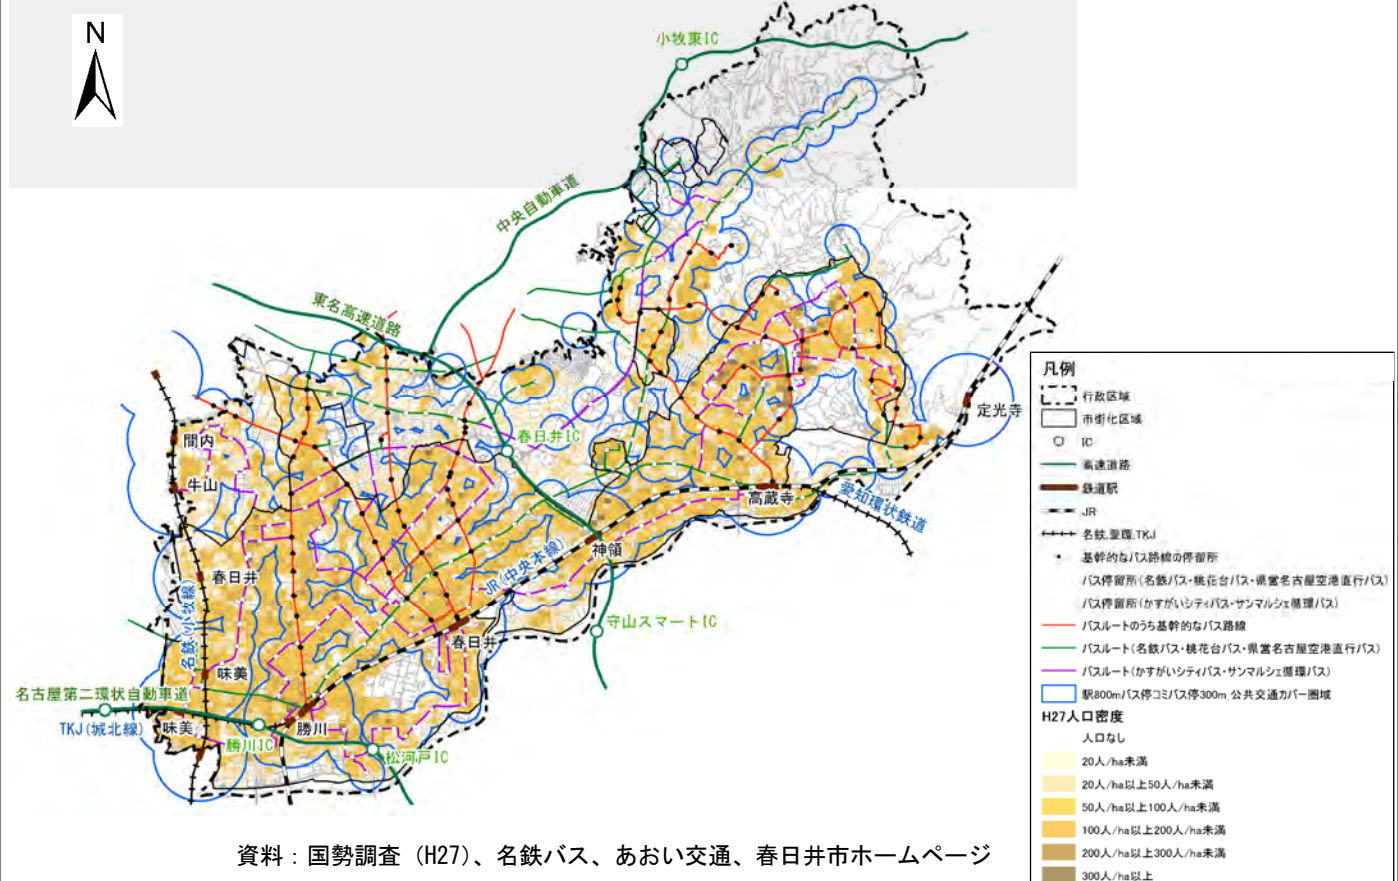 N
小牧東IC
中央自動車道
東名高速道路
春日井IC
間内
牛山
春日井
名鉄(小牧線)
味美
名古屋第二環状自動車道
TKJ(城北線)
味美
勝川IC
勝川
松河戸IC
春日井
JR(中央本線)
神領
守山スマートIC
高蔵寺
愛知環状鉄道
定光寺
凡例
行政区域
市街化区域
IC
高速道路
鉄道駅
JR
名鉄,愛環,TKJ
基幹的なバス路線の停留所
バス停留所(名鉄バス・桃花台バス・県営名古屋空港直行バス)
バス停留所(かすがいシティバス・サンマルシェ循環バス)
バスルートのうち基幹的なバス路線
バスルート(名鉄バス・桃花台バス・県営名古屋空港直行バス)
バスルート(かすがいシティバス・サンマルシェ循環バス)
駅800mバス停コミバス停300m_公共交通カバー圏域
H27人口密度
人口なし
20人/ha未満
20人/ha以上50人/ha未満
50人/ha以上100人/ha未満
100人/ha以上200人/ha未満
200人/ha以上300人/ha未満
300人/ha以上
資料：国勢調査（H27）、名鉄バス、あおい交通、春日井市ホームページ